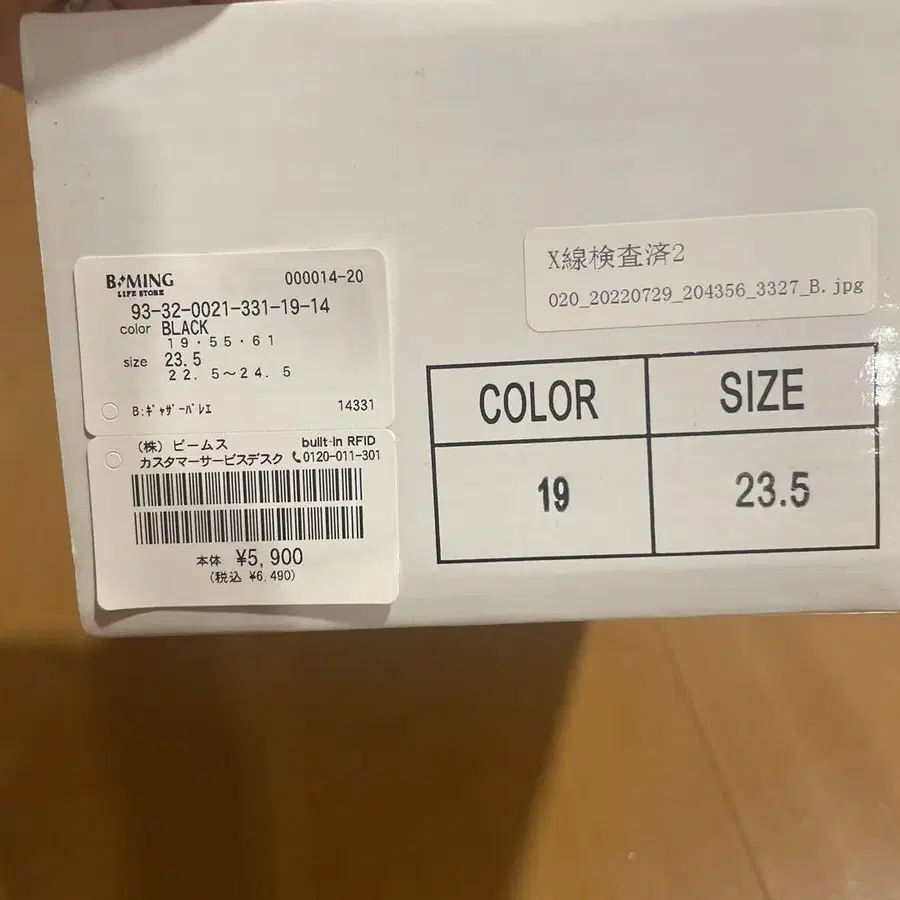 B✦MING
LIFE STORE
000014-20
93-32-0021-331-19-14
color BLACK
19・55・61
size 23.5
22. 5～24. 5
B:ｷﾞｬｻﾞｰﾊﾞﾚｴ
14331
(株) ビームス
built-in RFID
カスタマーサービスデスク 📞0120-011-301
本体 ¥5,900
(税込 ¥6,490)
X線検査済2
020_20220729_204356_3327_B.jpg
COLOR SIZE
19 23.5